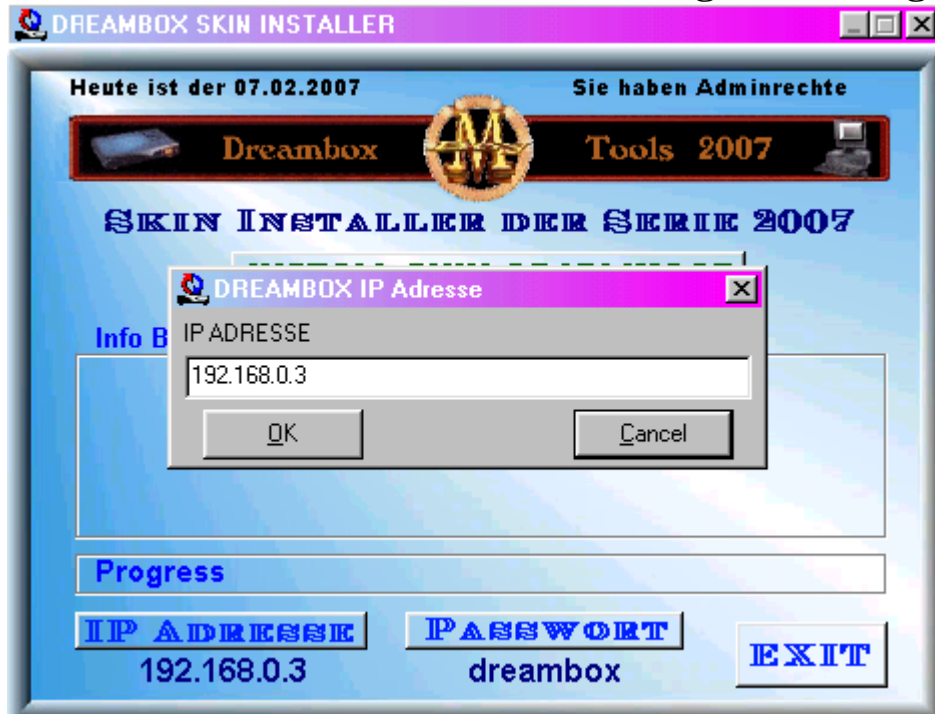 DREAMBOX SKIN INSTALLER
Heute ist der 07.02.2007 Sie haben Adminrechte
Dreambox M Tools 2007
SKIN INSTALLER DER SERIE 2007
DREAMBOX IP Adresse
IP ADRESSE
192.168.0.3
OK Cancel
Info B
Progress
IP ADRESSE PASSWORT
192.168.0.3 dreambox
EXIT